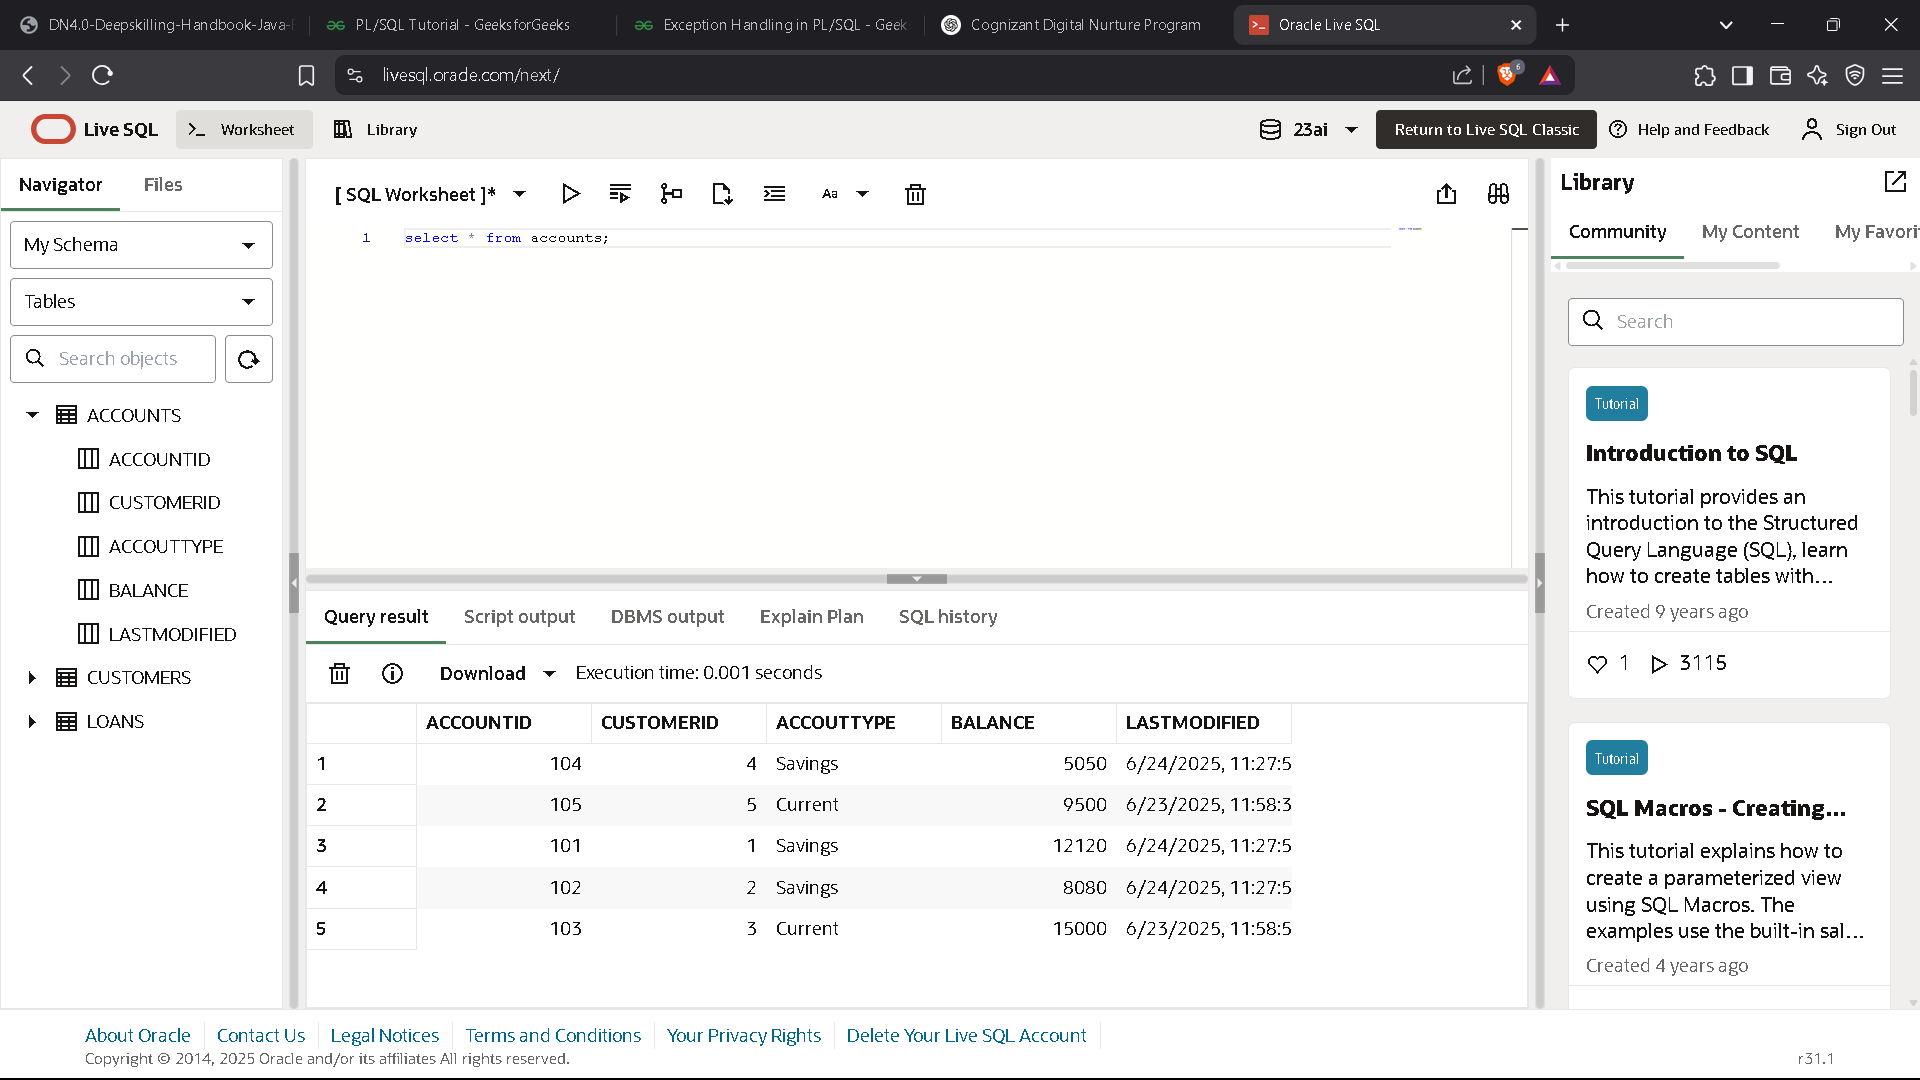 DN4.0-Deepskilling-Handbook-Java-F
PL/SQL Tutorial - GeeksforGeeks
Exception Handling in PL/SQL - Geek
Cognizant Digital Nurture Program
Oracle Live SQL
livesql.oracle.com/next/
6
Live SQL
Worksheet
Library
23ai
Return to Live SQL Classic
Help and Feedback
Sign Out
Navigator
Files
My Schema
Tables
Search objects
ACCOUNTS
ACCOUNTID
CUSTOMERID
ACCOUTTYPE
BALANCE
LASTMODIFIED
CUSTOMERS
LOANS
[ SQL Worksheet ]*
Aa
1 select * from accounts;
Query result
Script output
DBMS output
Explain Plan
SQL history
Download
Execution time: 0.001 seconds
ACCOUNTID CUSTOMERID ACCOUTTYPE BALANCE LASTMODIFIED
1 104 4 Savings 5050 6/24/2025, 11:27:5
2 105 5 Current 9500 6/23/2025, 11:58:3
3 101 1 Savings 12120 6/24/2025, 11:27:5
4 102 2 Savings 8080 6/24/2025, 11:27:5
5 103 3 Current 15000 6/23/2025, 11:58:5
Library
Community
My Content
My Favori
Search
Tutorial
Introduction to SQL
This tutorial provides an
introduction to the Structured
Query Language (SQL), learn
how to create tables with...
Created 9 years ago
1
3115
Tutorial
SQL Macros - Creating...
This tutorial explains how to
create a parameterized view
using SQL Macros. The
examples use the built-in sal...
Created 4 years ago
About Oracle
Contact Us
Legal Notices
Terms and Conditions
Your Privacy Rights
Delete Your Live SQL Account
Copyright © 2014, 2025 Oracle and/or its affiliates All rights reserved.
r31.1